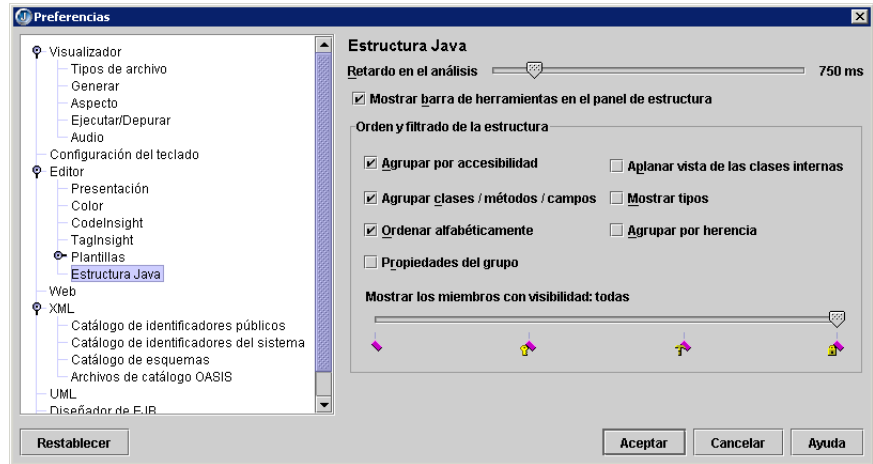 Preferencias
Visualizador
Tipos de archivo
Generar
Aspecto
Ejecutar/Depurar
Audio
Configuración del teclado
Editor
Presentación
Color
CodeInsight
TagInsight
Plantillas
Estructura Java
Web
XML
Catálogo de identificadores públicos
Catálogo de identificadores del sistema
Catálogo de esquemas
Archivos de catálogo OASIS
UML
Diseñador de EJB
Estructura Java
Retardo en el análisis 750 ms
Mostrar barra de herramientas en el panel de estructura
Orden y filtrado de la estructura
Agrupar por accesibilidad Aplanar vista de las clases internas
Agrupar clases / métodos / campos Mostrar tipos
Ordenar alfabéticamente Agrupar por herencia
Propiedades del grupo
Mostrar los miembros con visibilidad: todas
Restablecer Aceptar Cancelar Ayuda